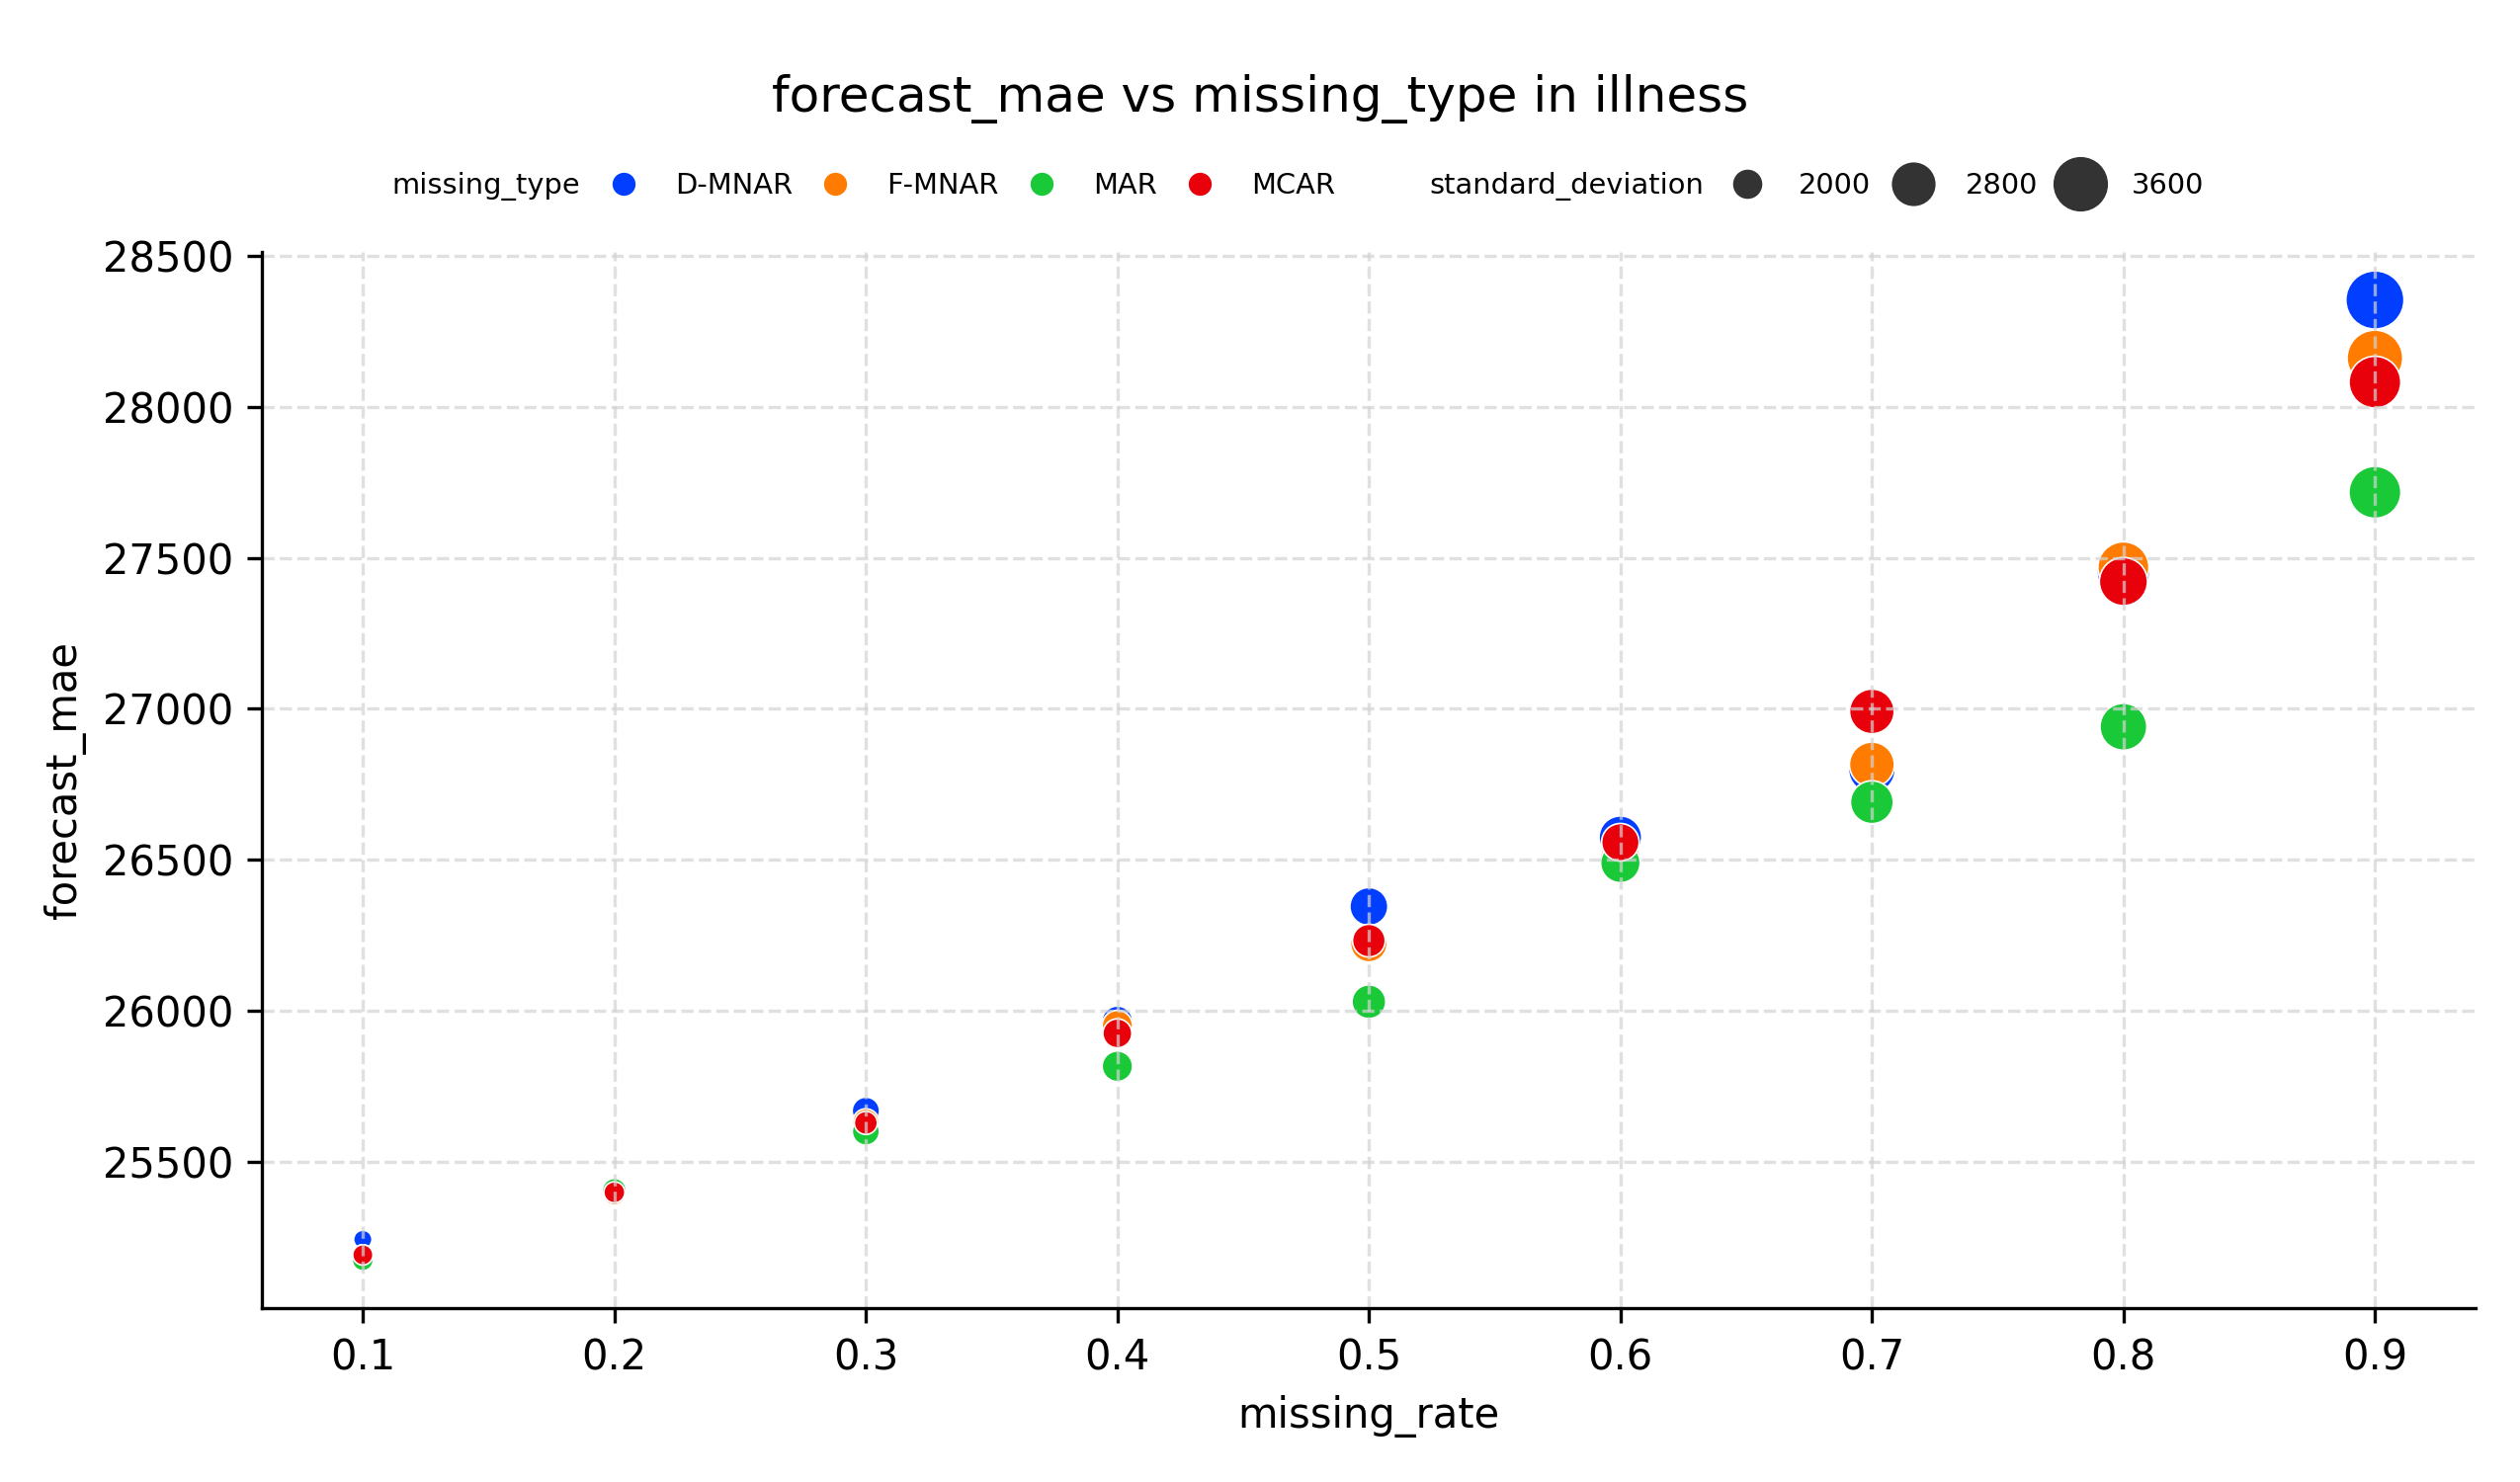 forecast_mae vs missing_type in illness
missing_type D-MNAR F-MNAR MAR MCAR standard_deviation 2000 2800 3600
28500
28000
27500
27000
26500
26000
25500
forecast_mae
0.1 0.2 0.3 0.4 0.5 0.6 0.7 0.8 0.9
missing_rate